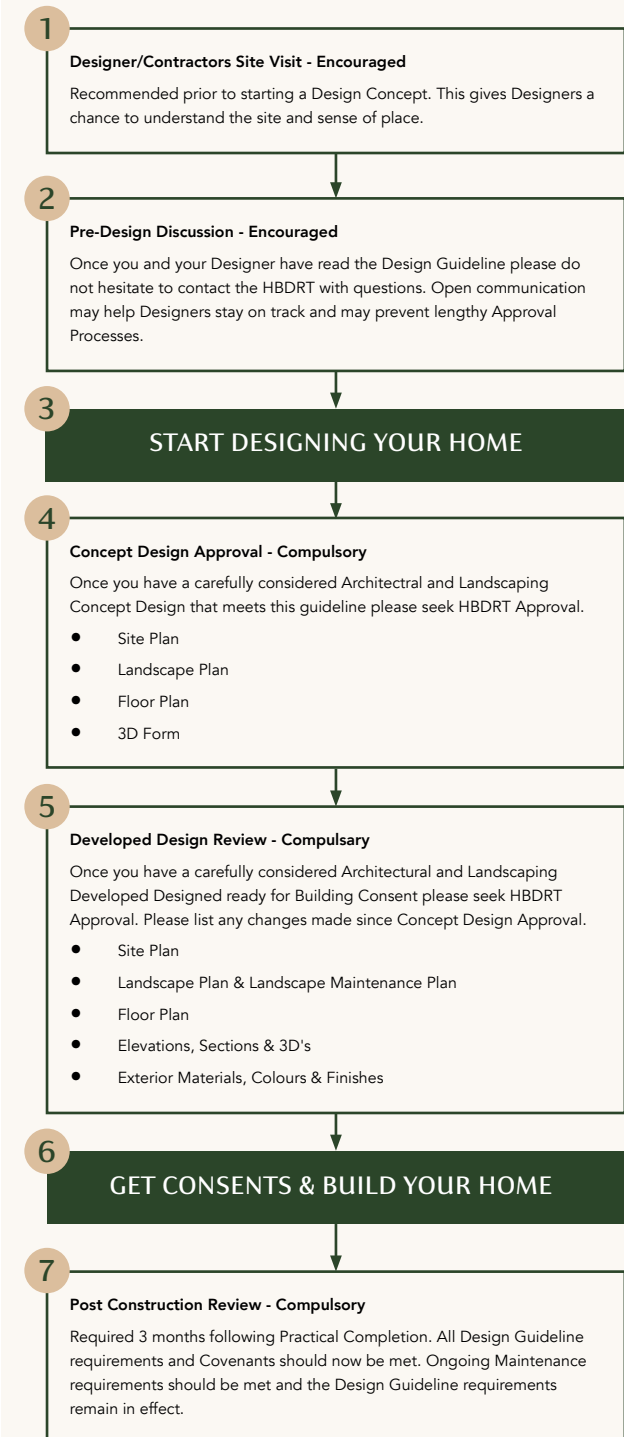 1
Designer/Contractors Site Visit - Encouraged
Recommended prior to starting a Design Concept. This gives Designers a
chance to understand the site and sense of place.
2
Pre-Design Discussion - Encouraged
Once you and your Designer have read the Design Guideline please do
not hesitate to contact the HBDRT with questions. Open communication
may help Designers stay on track and may prevent lengthy Approval
Processes.
3
START DESIGNING YOUR HOME
4
Concept Design Approval - Compulsory
Once you have a carefully considered Architectral and Landscaping
Concept Design that meets this guideline please seek HBDRT Approval.
● Site Plan
● Landscape Plan
● Floor Plan
● 3D Form
5
Developed Design Review - Compulsary
Once you have a carefully considered Architectural and Landscaping
Developed Designed ready for Building Consent please seek HBDRT
Approval. Please list any changes made since Concept Design Approval.
● Site Plan
● Landscape Plan & Landscape Maintenance Plan
● Floor Plan
● Elevations, Sections & 3D's
● Exterior Materials, Colours & Finishes
6
GET CONSENTS & BUILD YOUR HOME
7
Post Construction Review - Compulsory
Required 3 months following Practical Completion. All Design Guideline
requirements and Covenants should now be met. Ongoing Maintenance
requirements should be met and the Design Guideline requirements
remain in effect.